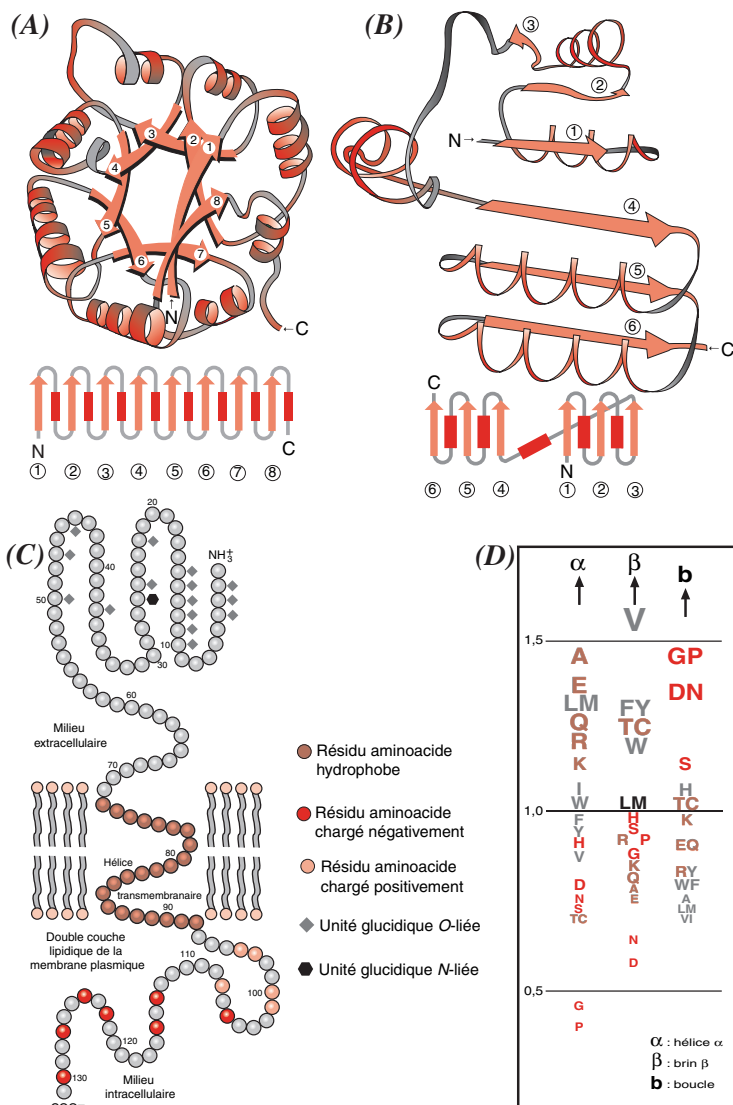 (A)
3
2
1
4
8
5
6
7
N
←C
N
C
1 2 3 4 5 6 7 8
(B)
3
2
1
N→
4
5
6
←C
C
N
6 5 4 1 2 3
(C)
20
NH3+
40
50
10
30
60
Milieu
extracellulaire
70
80
Hélice
transmembranaire
90
Double couche
lipidique de la
membrane plasmique
110
100
120
130
Milieu
intracellulaire
Résidu aminoacide
hydrophobe
Résidu aminoacide
chargé négativement
Résidu aminoacide
chargé positivement
Unité glucidique O-liée
Unité glucidique N-liée
(D)
α β b
V
1,5
A GP
E DN
LM FY
Q TC
R W
K S
I H
W LM TC
1,0
F H K
Y S
H R P EQ
V G
K RY
D Q WF
N A A
S E LM
TC VI
N
D
0,5
G
P
α : hélice α
β : brin β
b : boucle